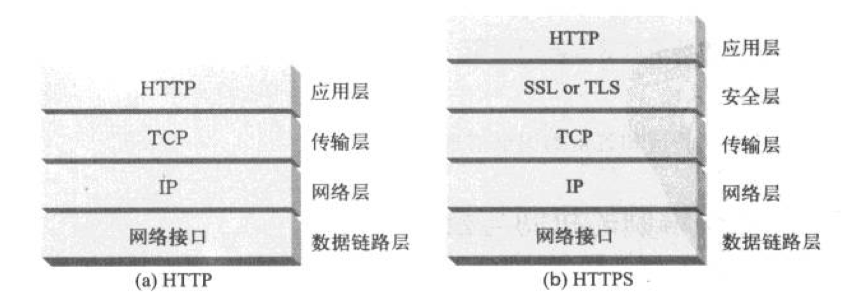 HTTP 应用层
TCP 传输层
IP 网络层
网络接口 数据链路层
(a) HTTP
HTTP 应用层
SSL or TLS 安全层
TCP 传输层
IP 网络层
网络接口 数据链路层
(b) HTTPS